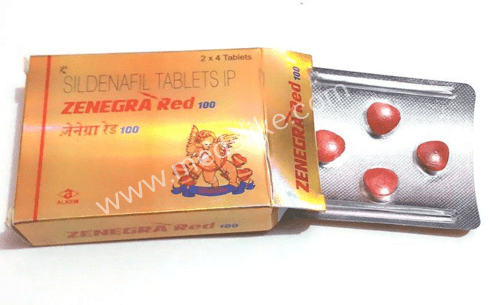 2 x 4 Tablets
SILDENAFIL TABLETS IP
ZENEGRA Red 100
ज़ेनेग्रा रेड 100
ALKEM
ZENEGRA Red 100
ZENEGRA Red 100